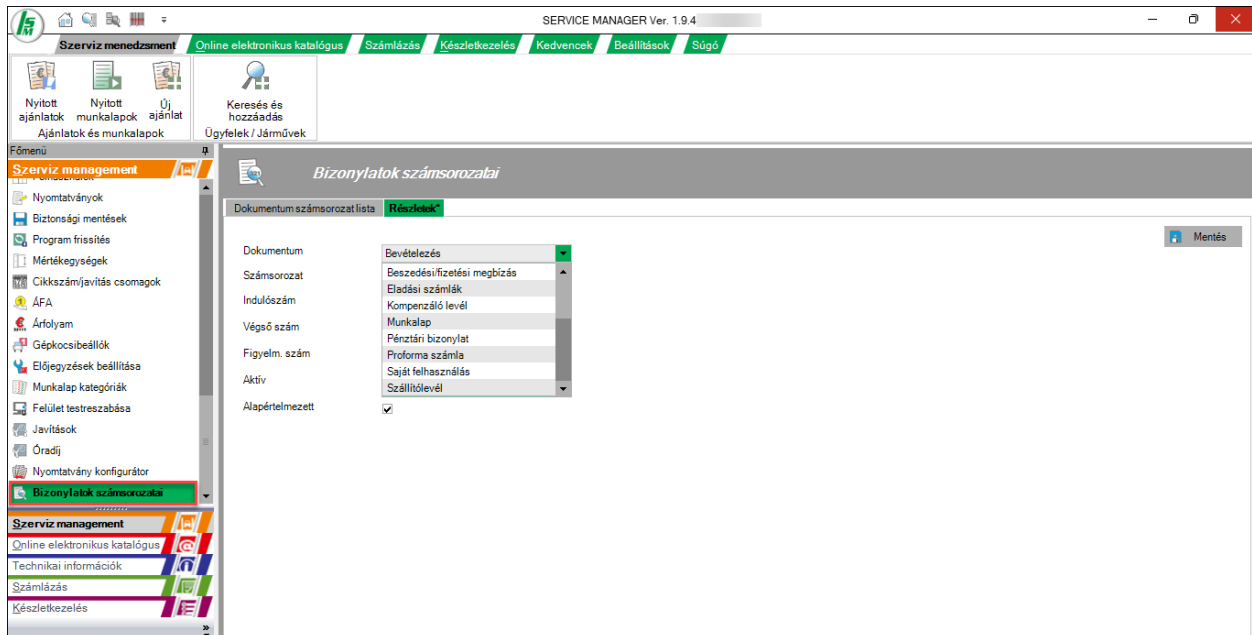 SERVICE MANAGER Ver. 1.9.4
Szerviz menedzsment Online elektronikus katalógus Számlázás Készletkezelés Kedvencek Beállítások Súgó
Nyitott ajánlatok
Nyitott munkalapok
Új ajánlat
Keresés és hozzáadás
Ajánlatok és munkalapok
Ügyfelek / Járművek
Főmenü
Szerviz management
Nyomtatványok
Biztonsági mentések
Program frissítés
Mértékegységek
Cikkszám/javítás csomagok
ÁFA
Árfolyam
Gépkocsibeállók
Előjegyzések beállítása
Munkalap kategóriák
Felület testreszabása
Javítások
Óradíj
Nyomtatvány konfigurátor
Bizonylatok számsorozatai
Szerviz management
Online elektronikus katalógus
Technikai információk
Számlázás
Készletkezelés
Bizonylatok számsorozatai
Dokumentum számsorozat lista Részletek*
Mentés
Dokumentum
Bevételezés
Számsorozat
Indulószám
Végső szám
Figyelm. szám
Aktív
Alapértelmezett
Beszedési/fizetési megbízás
Eladási számlák
Kompenzáló levél
Munkalap
Pénztári bizonylat
Proforma számla
Saját felhasználás
Szállítólevél